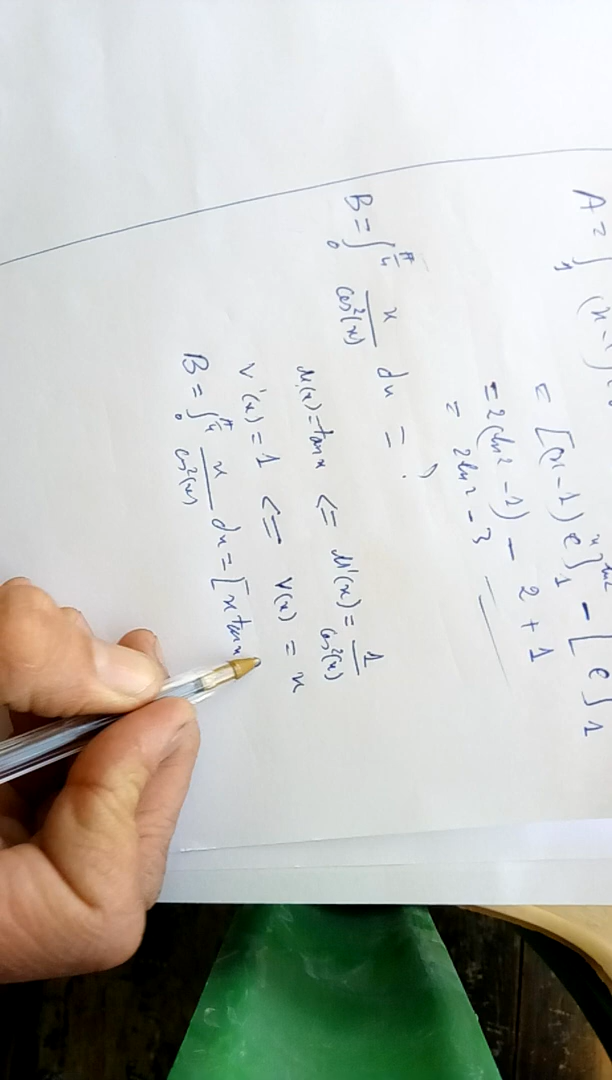 A = ∫₁ (x-1)
= [(x-1) eˣ]₁^ln2 - [e]₁
= 2(ln2 - 1) - 2 + 1
= 2ln2 - 3
B = ∫₀^π/4 x/cos²(x) dx = ?
u(x) = tan x <= u'(x) = 1/cos²(x)
v'(x) = 1 <= v(x) = x
B = ∫₀^π/4 x/cos²(x) dx = [x tan x